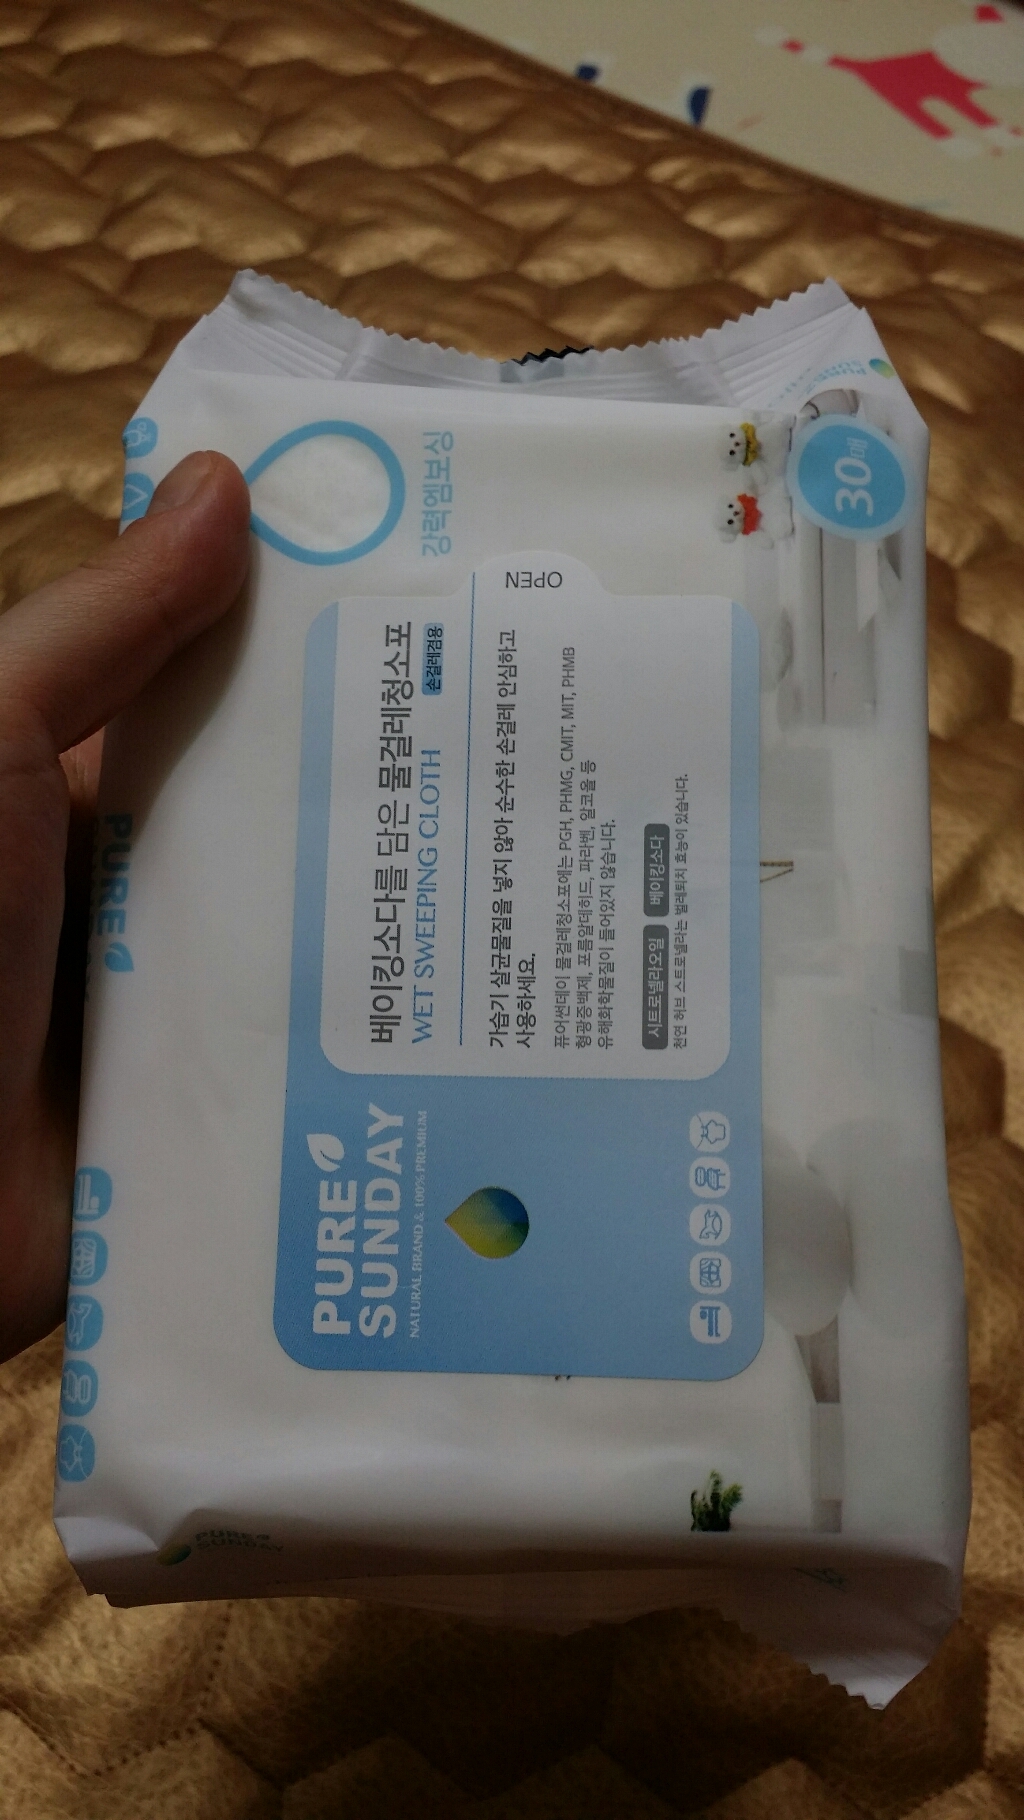 강력엠보싱
30매
OPEN
베이킹소다를 담은 물걸레청소포
WET SWEEPING CLOTH
손걸레겸용
가습기 살균물질을 넣지 않아 순수한 손걸레 안심하고
사용하세요.
퓨어썬데이 물걸레청소포에는 PGH, PHMG, CMIT, MIT, PHMB
형광증백제, 포름알데히드, 파라벤, 알코올 등
유해화학물질이 들어있지 않습니다.
시트로넬라오일
베이킹소다
천연 허브 스트로넬라는 벌레퇴치 효능이 있습니다.
PURE
SUNDAY
NATURAL BRAND & 100% PREMIUM
PURE
PURE
SUNDAY